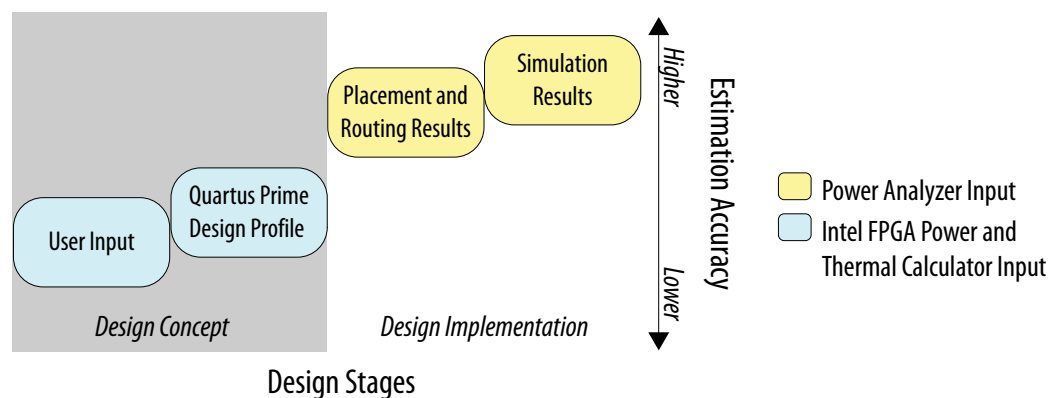 Simulation
Results
Placement and
Routing Results
Quartus Prime
Design Profile
User Input
Design Concept
Design Implementation
Design Stages
Higher
Lower
Estimation Accuracy
Power Analyzer Input
Intel FPGA Power and
Thermal Calculator Input